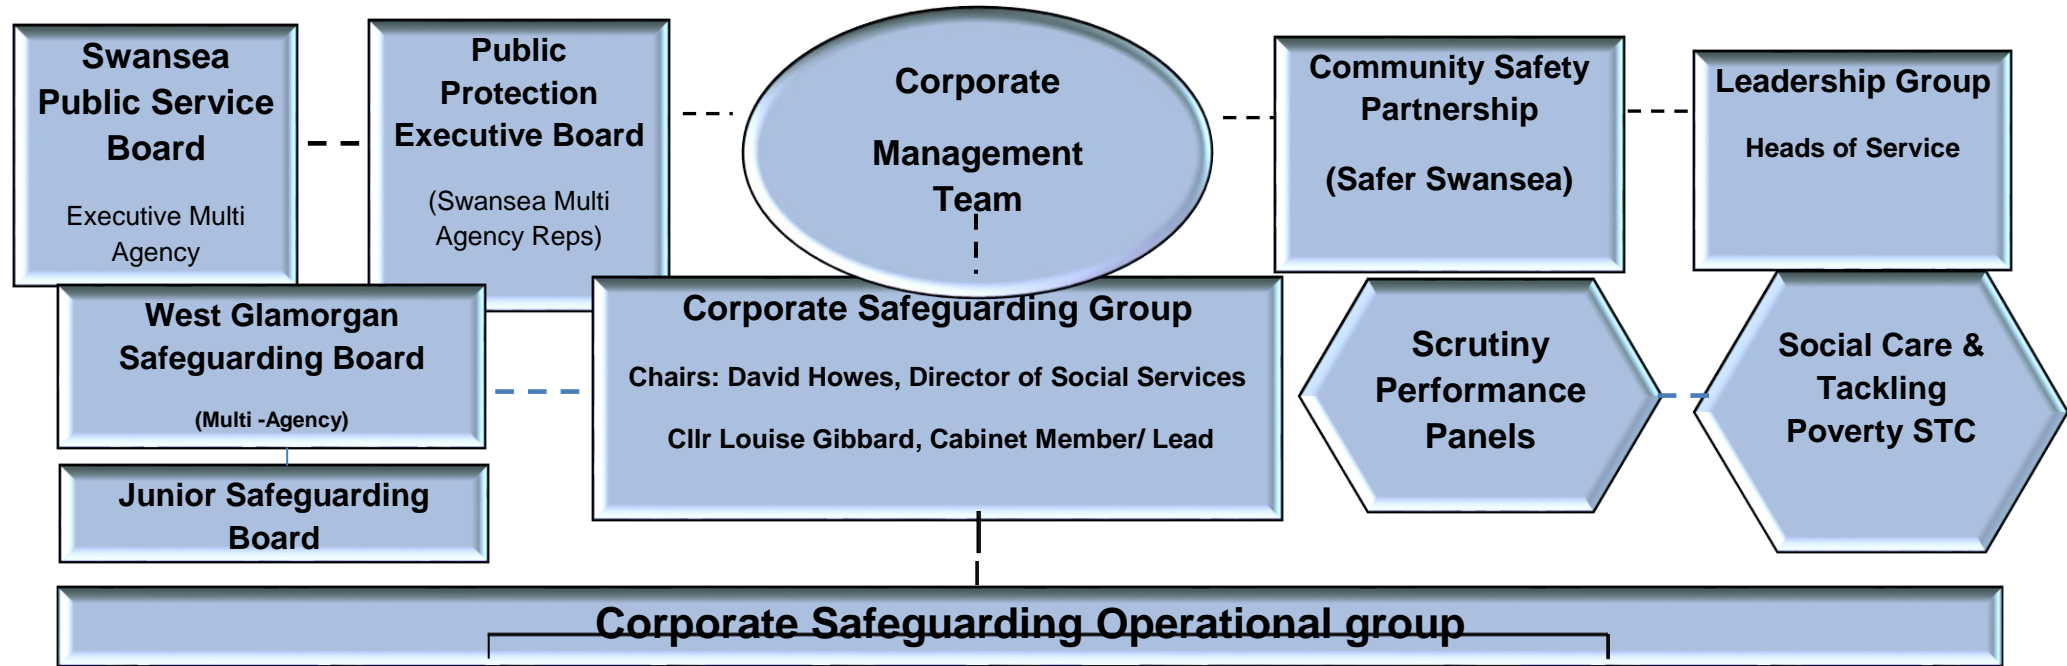 Swansea
Public Service
Board
Executive Multi
Agency
Public
Protection
Executive Board
(Swansea Multi
Agency Reps)
Corporate
Management
Team
Community Safety
Partnership
(Safer Swansea)
Leadership Group
Heads of Service
West Glamorgan
Safeguarding Board
(Multi -Agency)
Corporate Safeguarding Group
Chairs: David Howes, Director of Social Services
Cllr Louise Gibbard, Cabinet Member/ Lead
Scrutiny
Performance
Panels
Social Care &
Tackling
Poverty STC
Junior Safeguarding
Board
Corporate Safeguarding Operational group